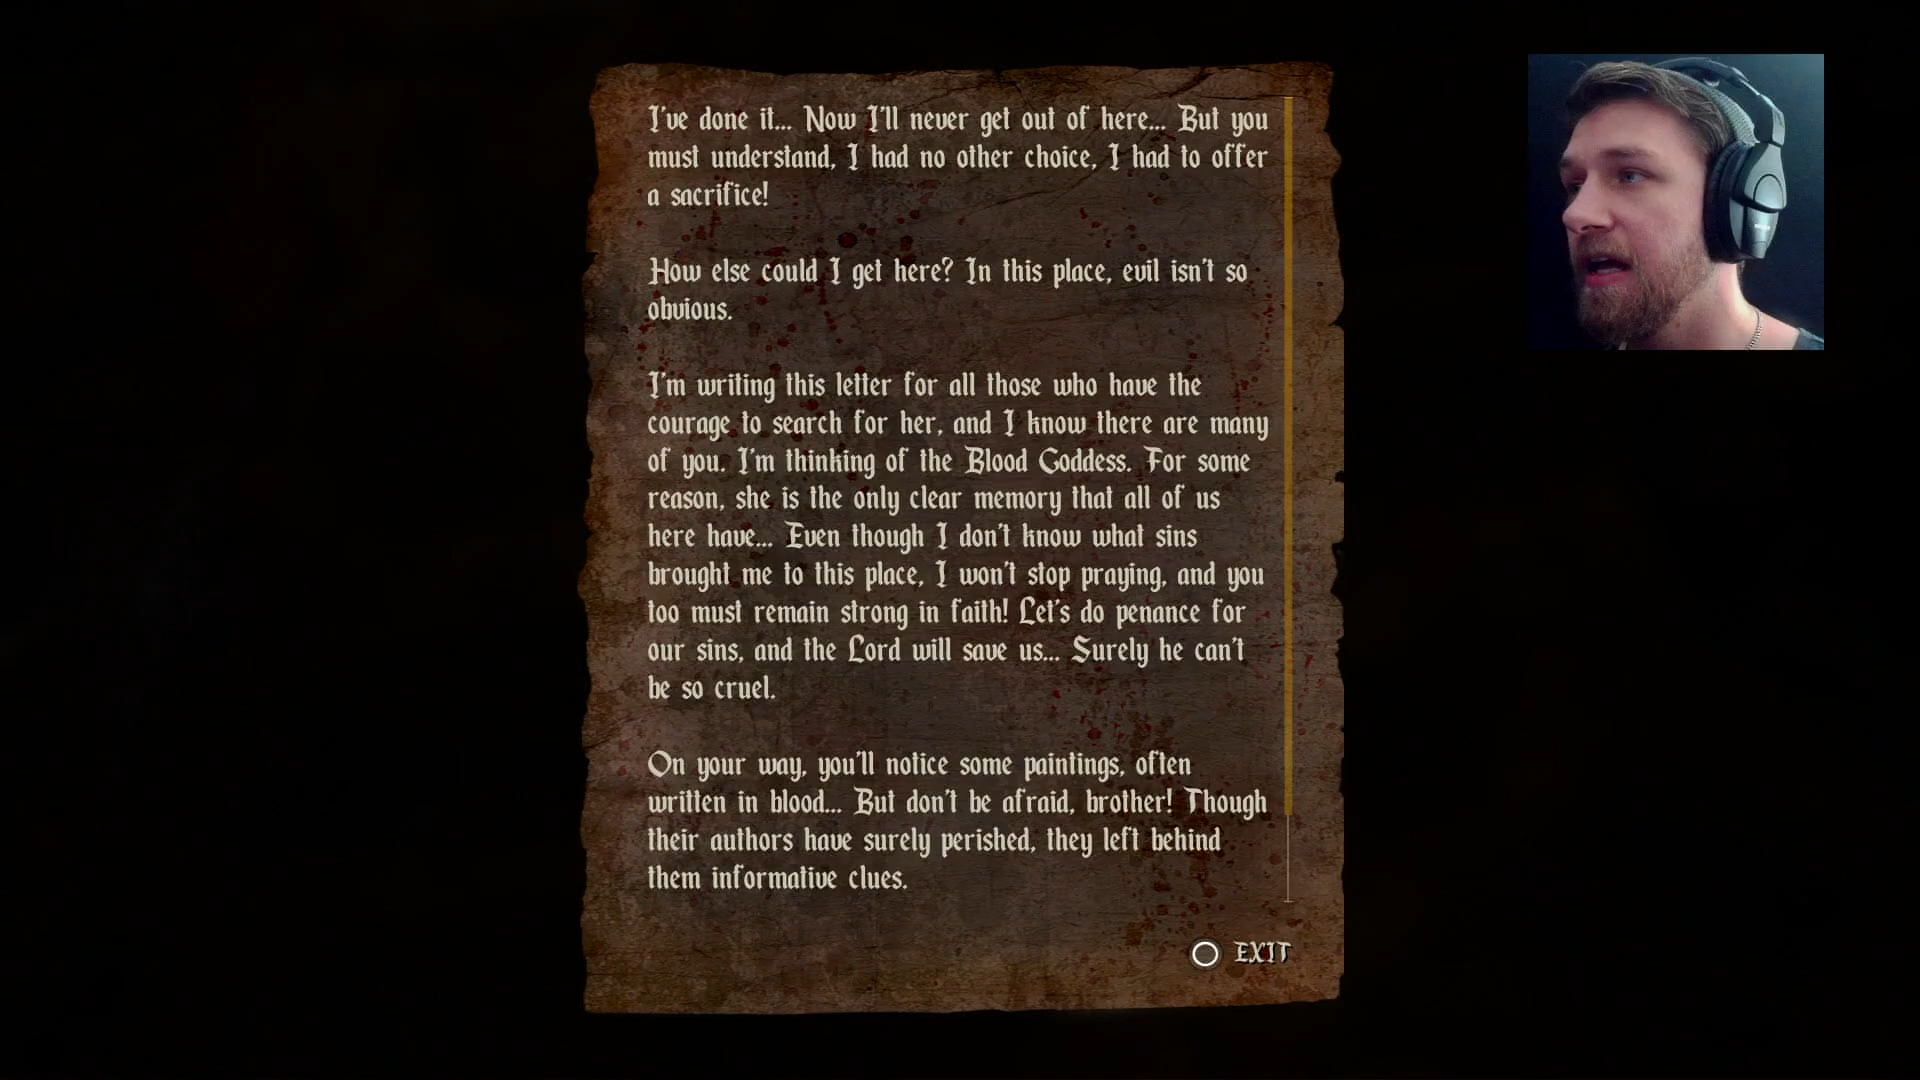 I've done it... Now I'll never get out of here... But you
must understand, I had no other choice, I had to offer
a sacrifice!
How else could I get here? In this place, evil isn't so
obvious.
I'm writing this letter for all those who have the
courage to search for her, and I know there are many
of you. I'm thinking of the Blood Goddess. For some
reason, she is the only clear memory that all of us
here have... Even though I don't know what sins
brought me to this place, I won't stop praying, and you
too must remain strong in faith! Let's do penance for
our sins, and the Lord will save us... Surely he can't
be so cruel.
On your way, you'll notice some paintings, often
written in blood... But don't be afraid, brother! Though
their authors have surely perished, they left behind
them informative clues.
EXIT